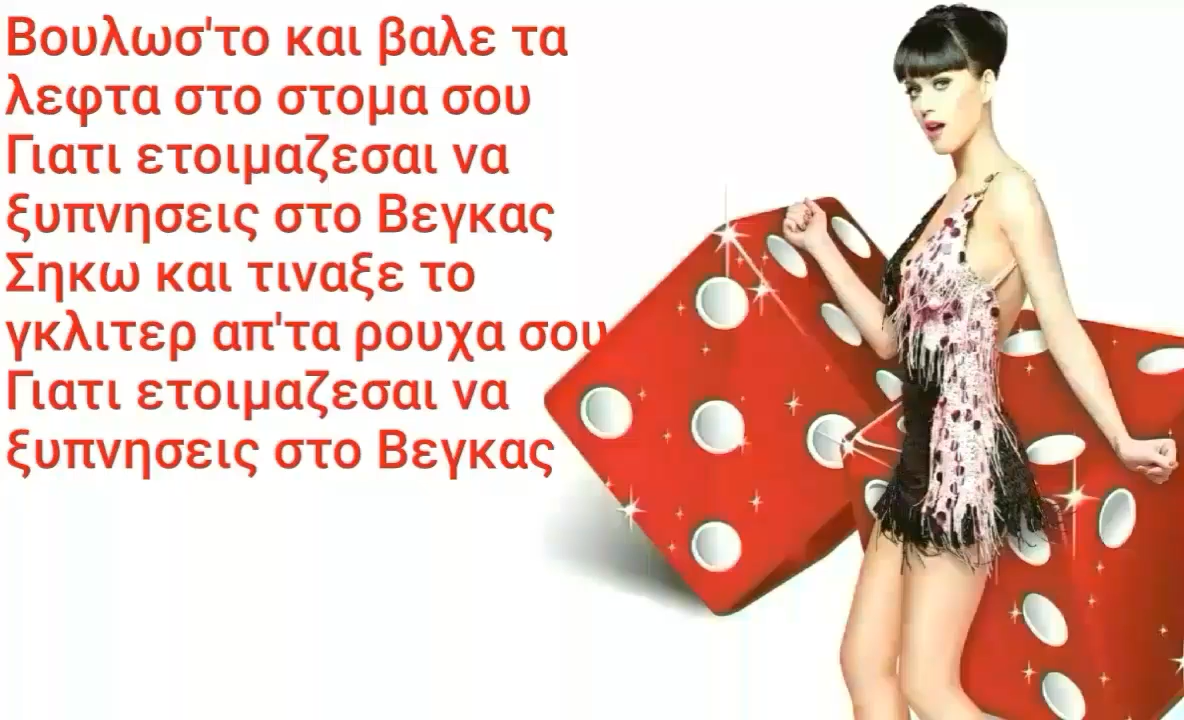 Βουλωσ'το και βαλε τα
λεφτα στο στομα σου
Γιατι ετοιμαζεσαι να
ξυπνησεις στο Βεγκας
Σηκω και τιναξε το
γκλιτερ απ'τα ρουχα σου
Γιατι ετοιμαζεσαι να
ξυπνησεις στο Βεγκας